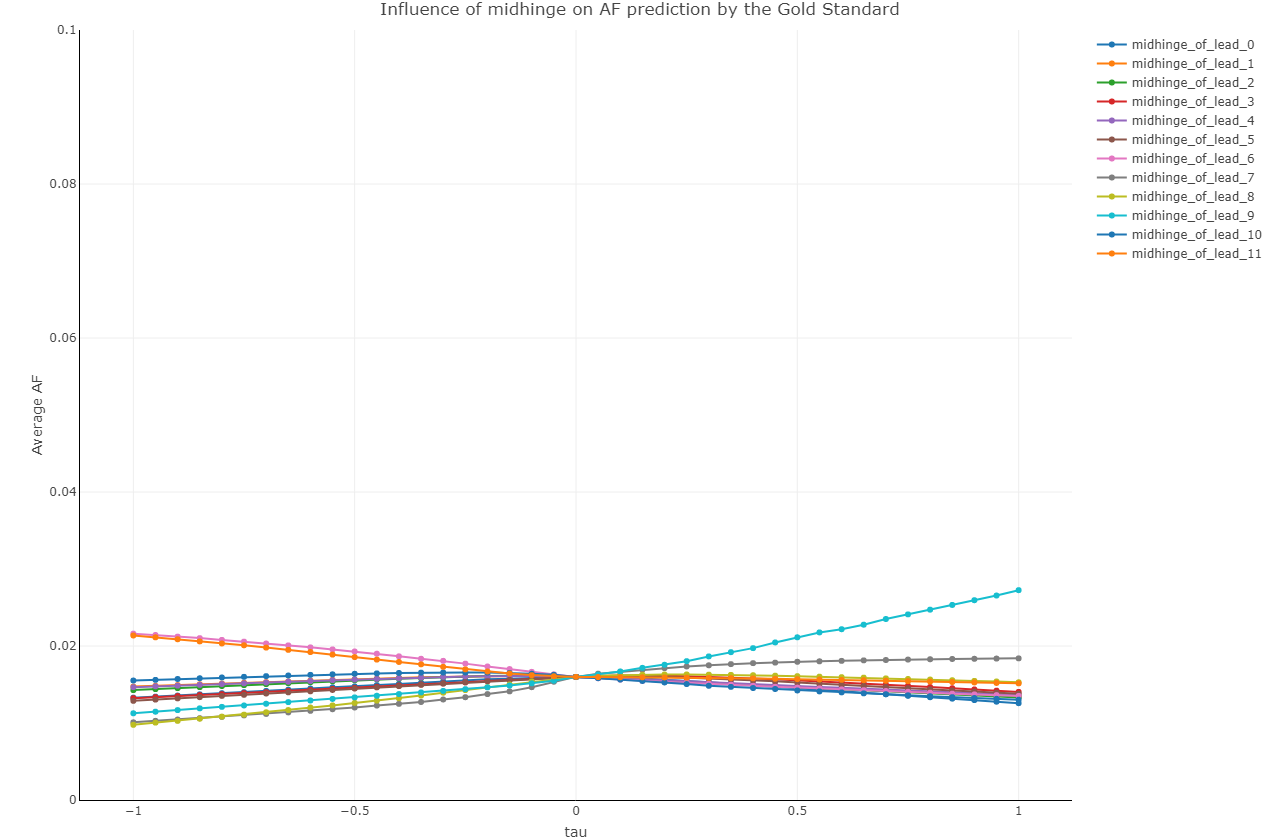 Influence of midhinge on AF prediction by the Gold Standard
0.1
0.08
0.06
0.04
0.02
0
Average AF
−1
−0.5
0
0.5
1
tau
midhinge_of_lead_0
midhinge_of_lead_1
midhinge_of_lead_2
midhinge_of_lead_3
midhinge_of_lead_4
midhinge_of_lead_5
midhinge_of_lead_6
midhinge_of_lead_7
midhinge_of_lead_8
midhinge_of_lead_9
midhinge_of_lead_10
midhinge_of_lead_11